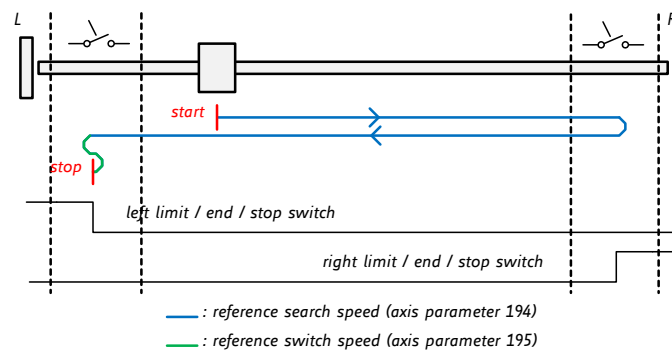 L
R
start
stop
left limit / end / stop switch
right limit / end / stop switch
: reference search speed (axis parameter 194)
: reference switch speed (axis parameter 195)